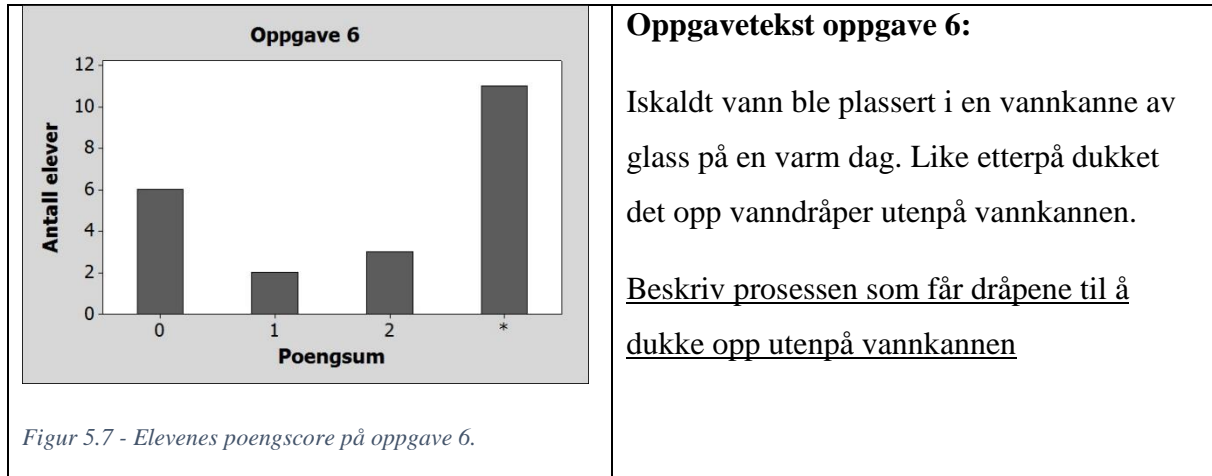 Oppgave 6
Antall elever
12
10
8
6
4
2
0
0 1 2 *
Poengsum
Figur 5.7 - Elevenes poengscore på oppgave 6.
Oppgavetekst oppgave 6:
Iskaldt vann ble plassert i en vannkanne av
glass på en varm dag. Like etterpå dukket
det opp vanndråper utenpå vannkannen.
Beskriv prosessen som får dråpene til å
dukke opp utenpå vannkannen